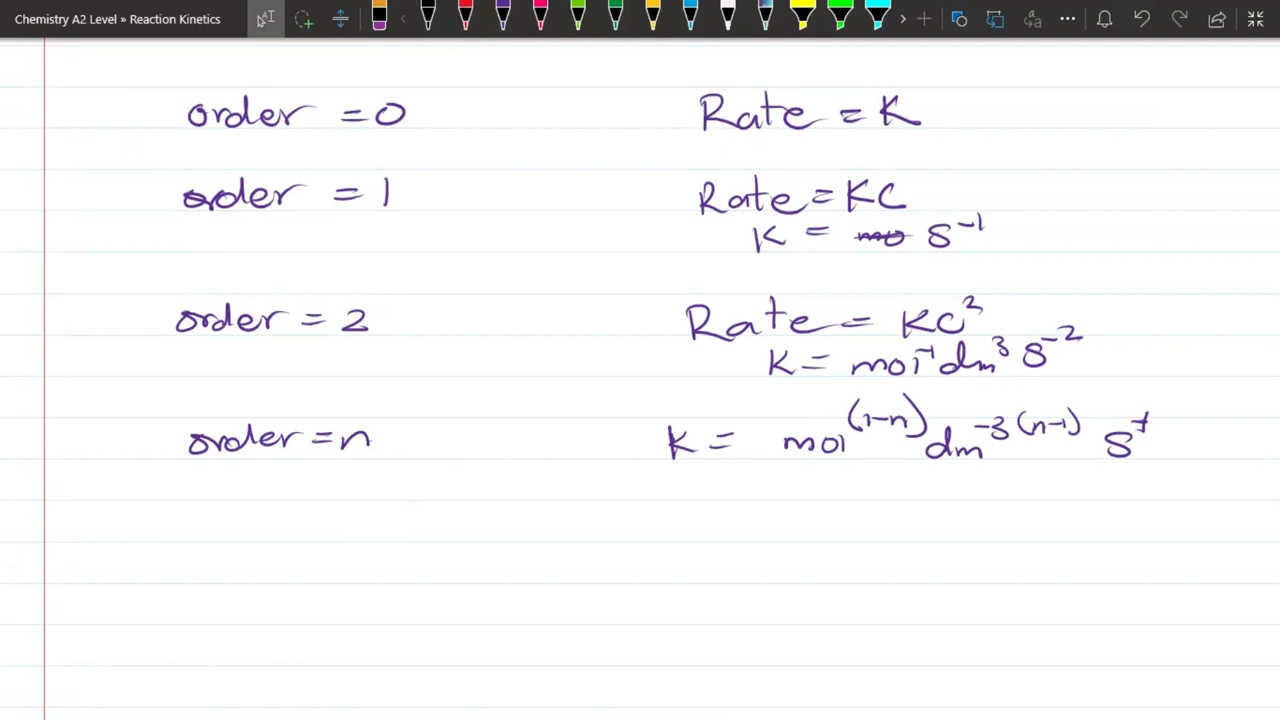 Chemistry A2 Level » Reaction Kinetics
order = 0 Rate = K
order = 1 Rate = KC
K = s⁻¹
order = 2 Rate = KC²
K = mol⁻¹ dm³ s⁻²
order = n K = mol⁽¹⁻ⁿ⁾ dm⁻³⁽ⁿ⁻¹⁾ s⁻¹